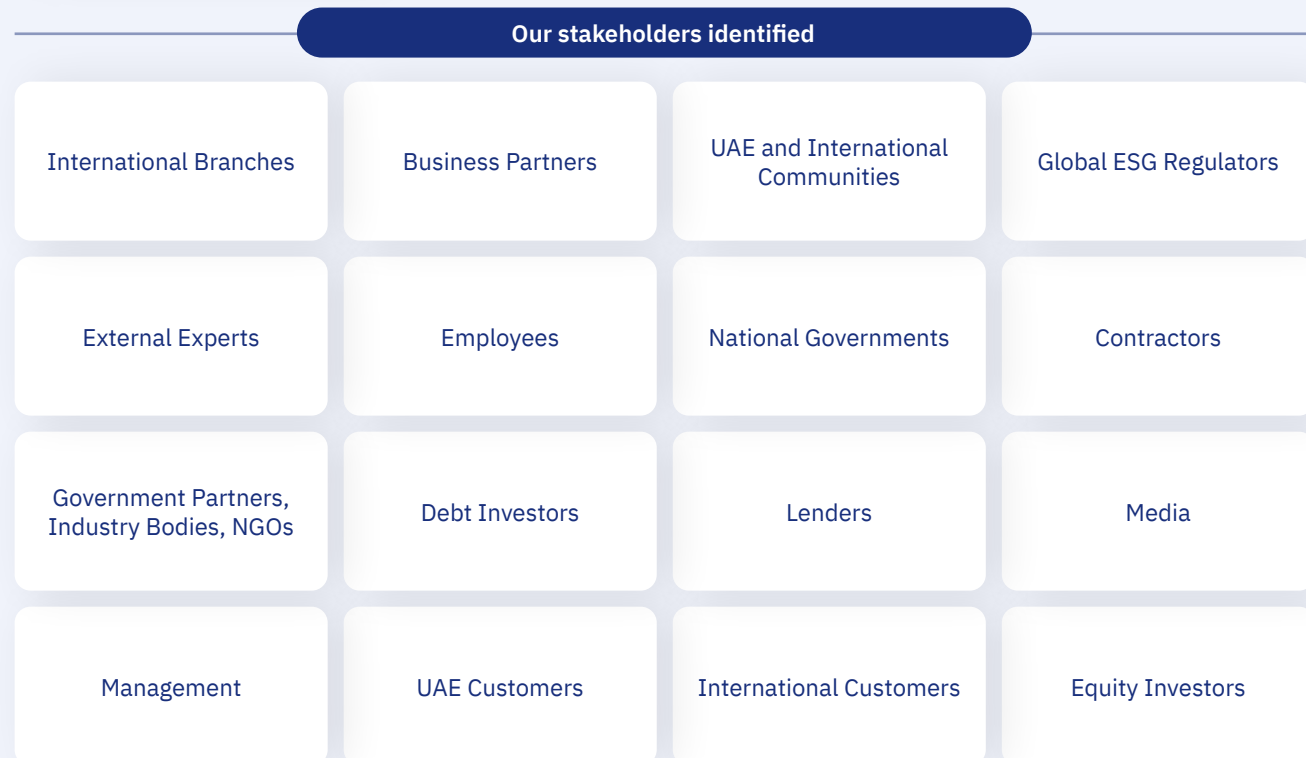 Our stakeholders identified
International Branches
Business Partners
UAE and International
Communities
Global ESG Regulators
External Experts
Employees
National Governments
Contractors
Government Partners,
Industry Bodies, NGOs
Debt Investors
Lenders
Media
Management
UAE Customers
International Customers
Equity Investors